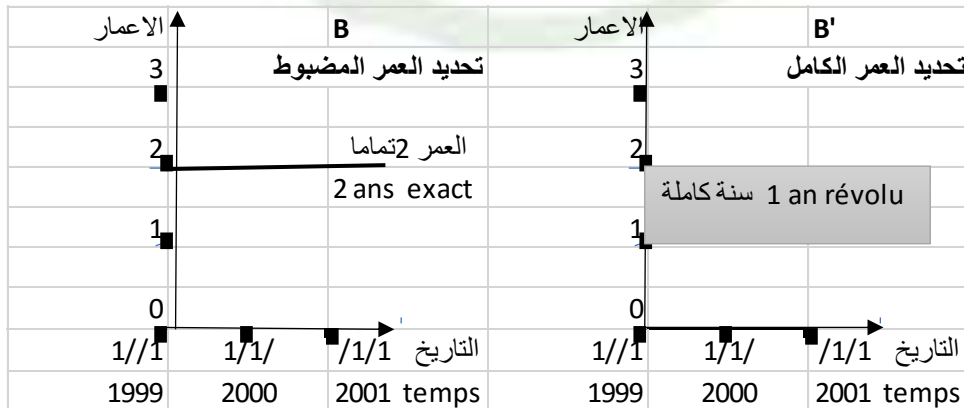 الاعمار B الاعمار B'
3 تحديد العمر المضبوط 3 تحديد العمر الكامل
2 العمر 2تماما 2
2 ans exact 1 an révolu سنة كاملة
1 1
0 0
1//1 1/1/ /1/1 التاريخ 1//1 1/1/ /1/1 التاريخ
1999 2000 2001 temps 1999 2000 2001 temps